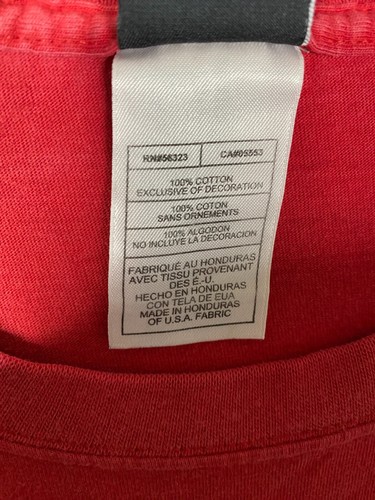 RN#56323 CA#05553
100% COTTON
EXCLUSIVE OF DECORATION
100% COTON
SANS ORNEMENTS
100% ALGODON
NO INCLUYE LA DECORACION
FABRIQUÉ AU HONDURAS
AVEC TISSU PROVENANT
DES É.-U.
HECHO EN HONDURAS
CON TELA DE EUA
MADE IN HONDURAS
OF U.S.A. FABRIC